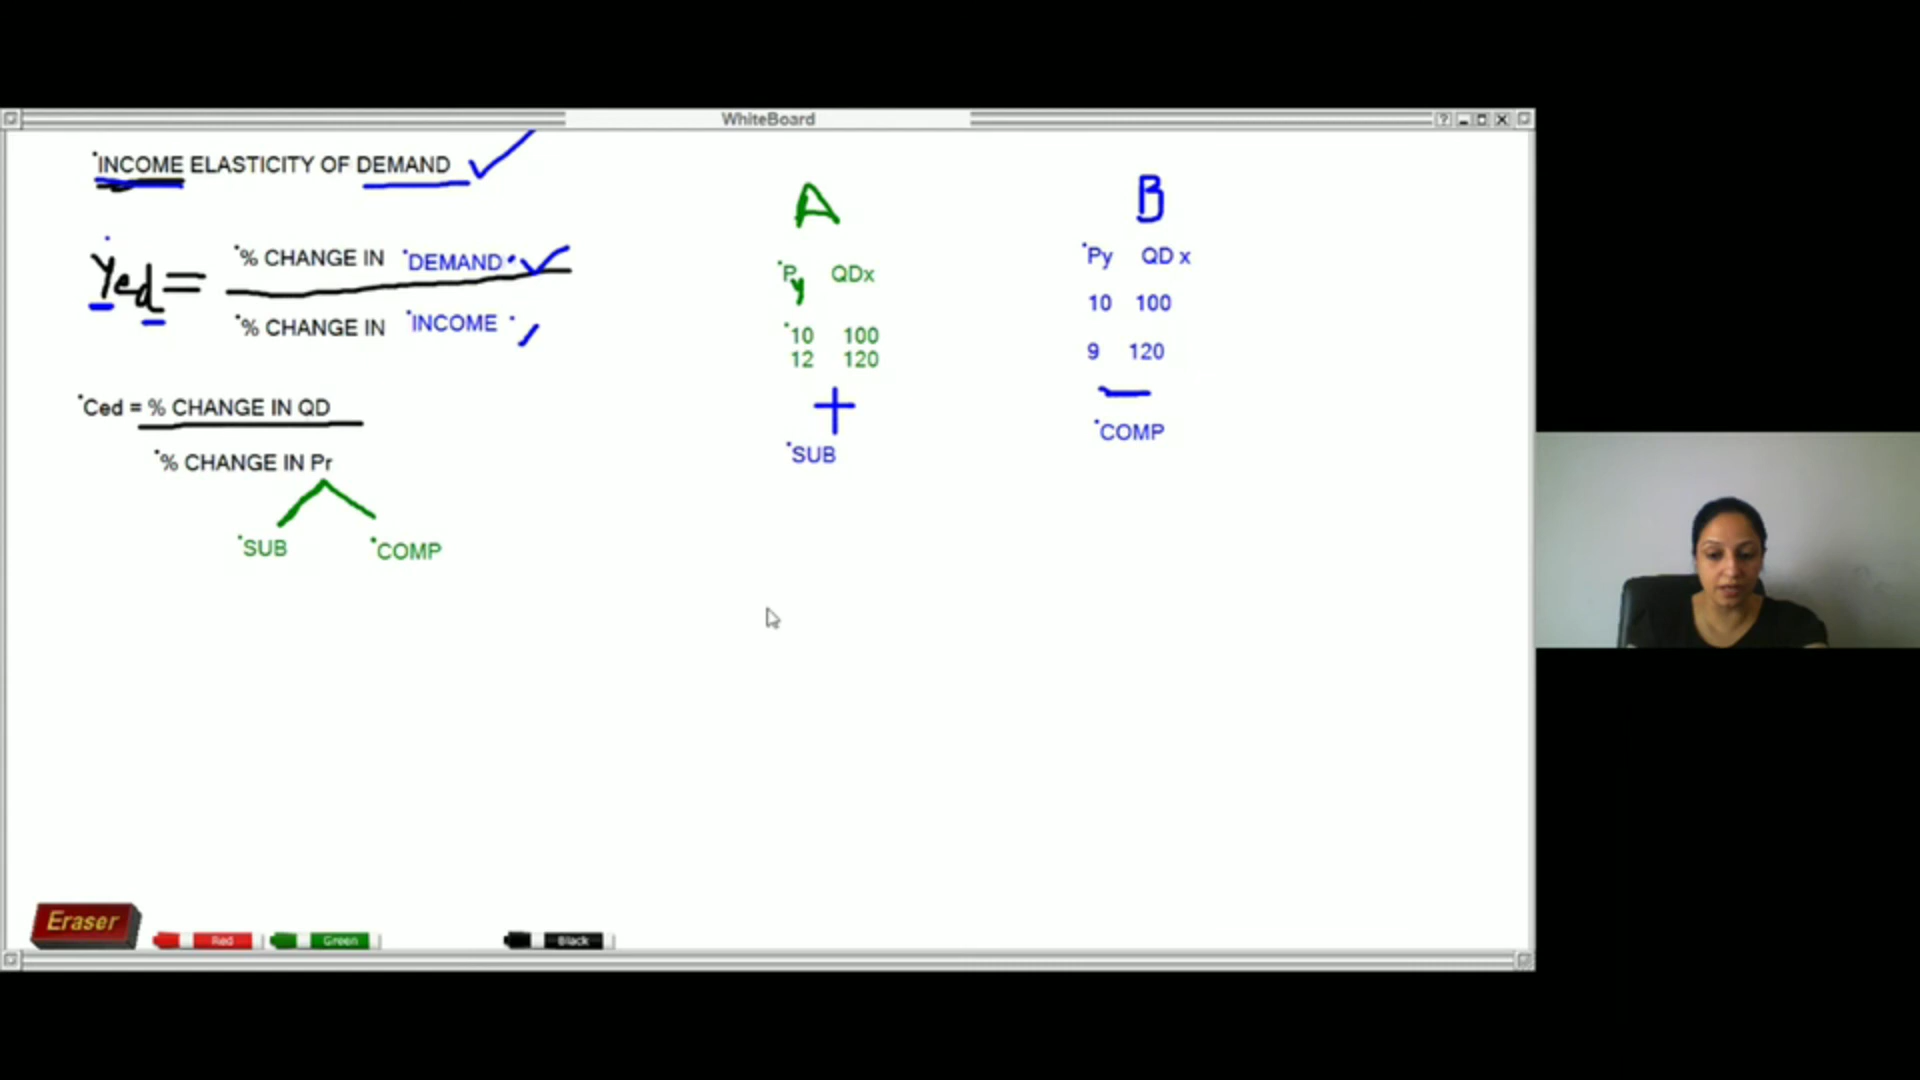 WhiteBoard
INCOME ELASTICITY OF DEMAND
Yed = % CHANGE IN DEMAND
% CHANGE IN INCOME
Ced = % CHANGE IN QD
% CHANGE IN Pr
SUB COMP
A
Py QDx
10 100
12 120
+
SUB
B
Py QD x
10 100
9 120
−
COMP
Eraser
Red Green Black